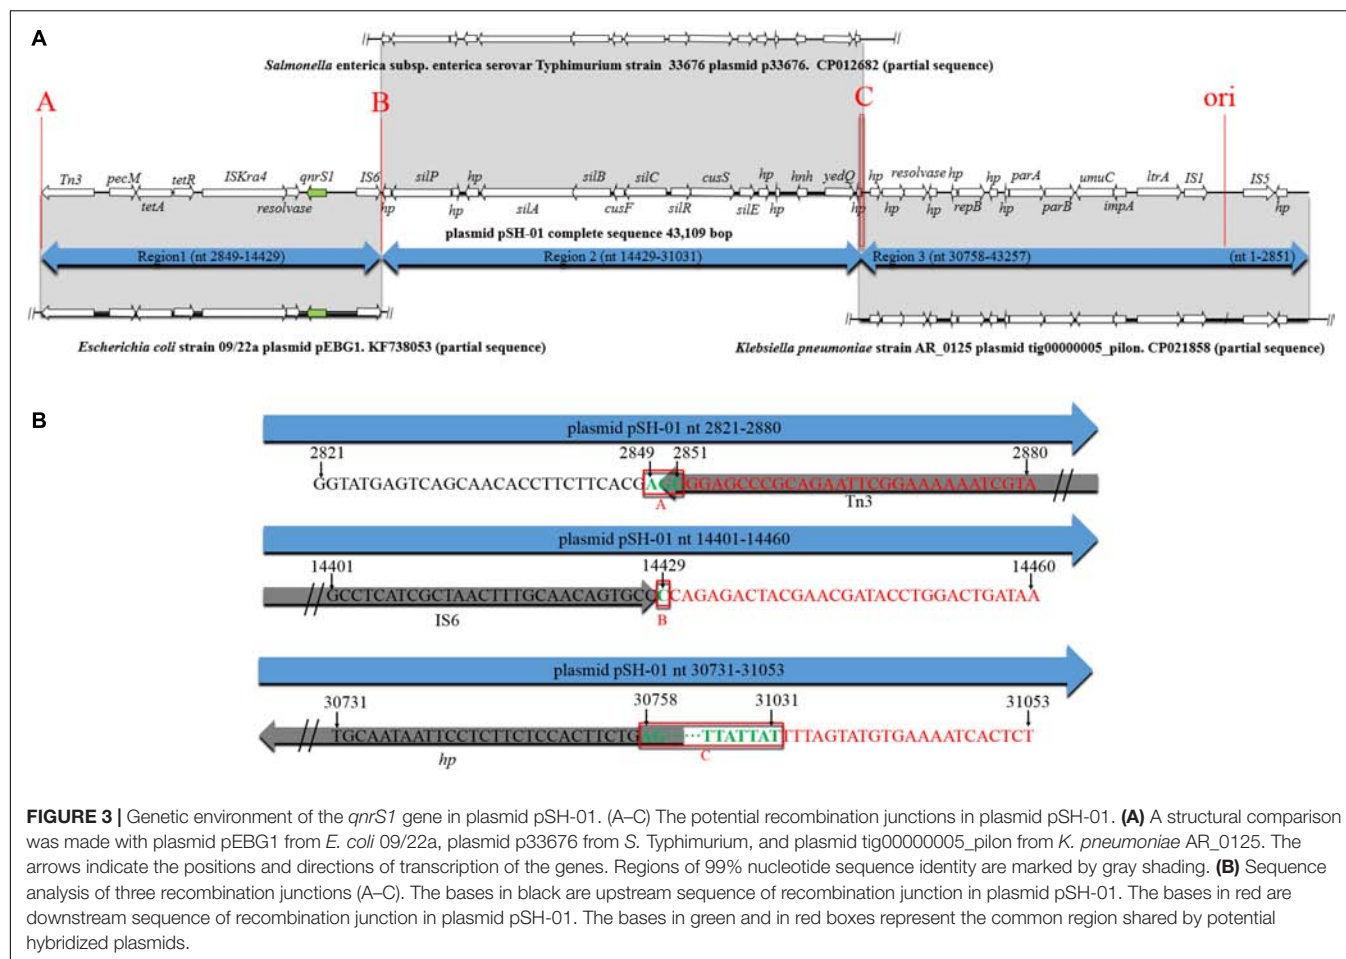 A
Salmonella enterica subsp. enterica serovar Typhimurium strain 33676 plasmid p33676. CP012682 (partial sequence)
A B C ori
Tn3 pecM tetR ISKra4 qnrS1 IS6 silP hp silB silC cusS hp hnh yedQ hp resolvase hp hp parA umuC ltrA IS1 IS5
tetA resolvase hp hp silA cusF silR silE hp hp hp hp repB hp parB impA hp
plasmid pSH-01 complete sequence 43,109 bop
Region1 (nt 2849-14429) Region 2 (nt 14429-31031) Region 3 (nt 30758-43257) (nt 1-2851)
Escherichia coli strain 09/22a plasmid pEBG1. KF738053 (partial sequence)
Klebsiella pneumoniae strain AR_0125 plasmid tig00000005_pilon. CP021858 (partial sequence)
B
plasmid pSH-01 nt 2821-2880
2821 2849 2851 2880
GGTATGAGTCAGCAACACCTTCTTCACGAG GGAGCCCGCAGAATTCGGAAAAAATCGTA
A Tn3
plasmid pSH-01 nt 14401-14460
14401 14429 14460
GCCTCATCGCTAACTTTGCAACAGTGCCCCAGAGACTACGAACGATACCTGGACTGATAA
IS6 B
plasmid pSH-01 nt 30731-31053
30731 30758 31031 31053
TGCAATAATTCCTCTTCTCCACTTCTGAG ···TTATTATTTTAGTATGTGAAAATCACTCT
hp C
FIGURE 3 | Genetic environment of the qnrS1 gene in plasmid pSH-01. (A–C) The potential recombination junctions in plasmid pSH-01. (A) A structural comparison
was made with plasmid pEBG1 from E. coli 09/22a, plasmid p33676 from S. Typhimurium, and plasmid tig00000005_pilon from K. pneumoniae AR_0125. The
arrows indicate the positions and directions of transcription of the genes. Regions of 99% nucleotide sequence identity are marked by gray shading. (B) Sequence
analysis of three recombination junctions (A–C). The bases in black are upstream sequence of recombination junction in plasmid pSH-01. The bases in red are
downstream sequence of recombination junction in plasmid pSH-01. The bases in green and in red boxes represent the common region shared by potential
hybridized plasmids.